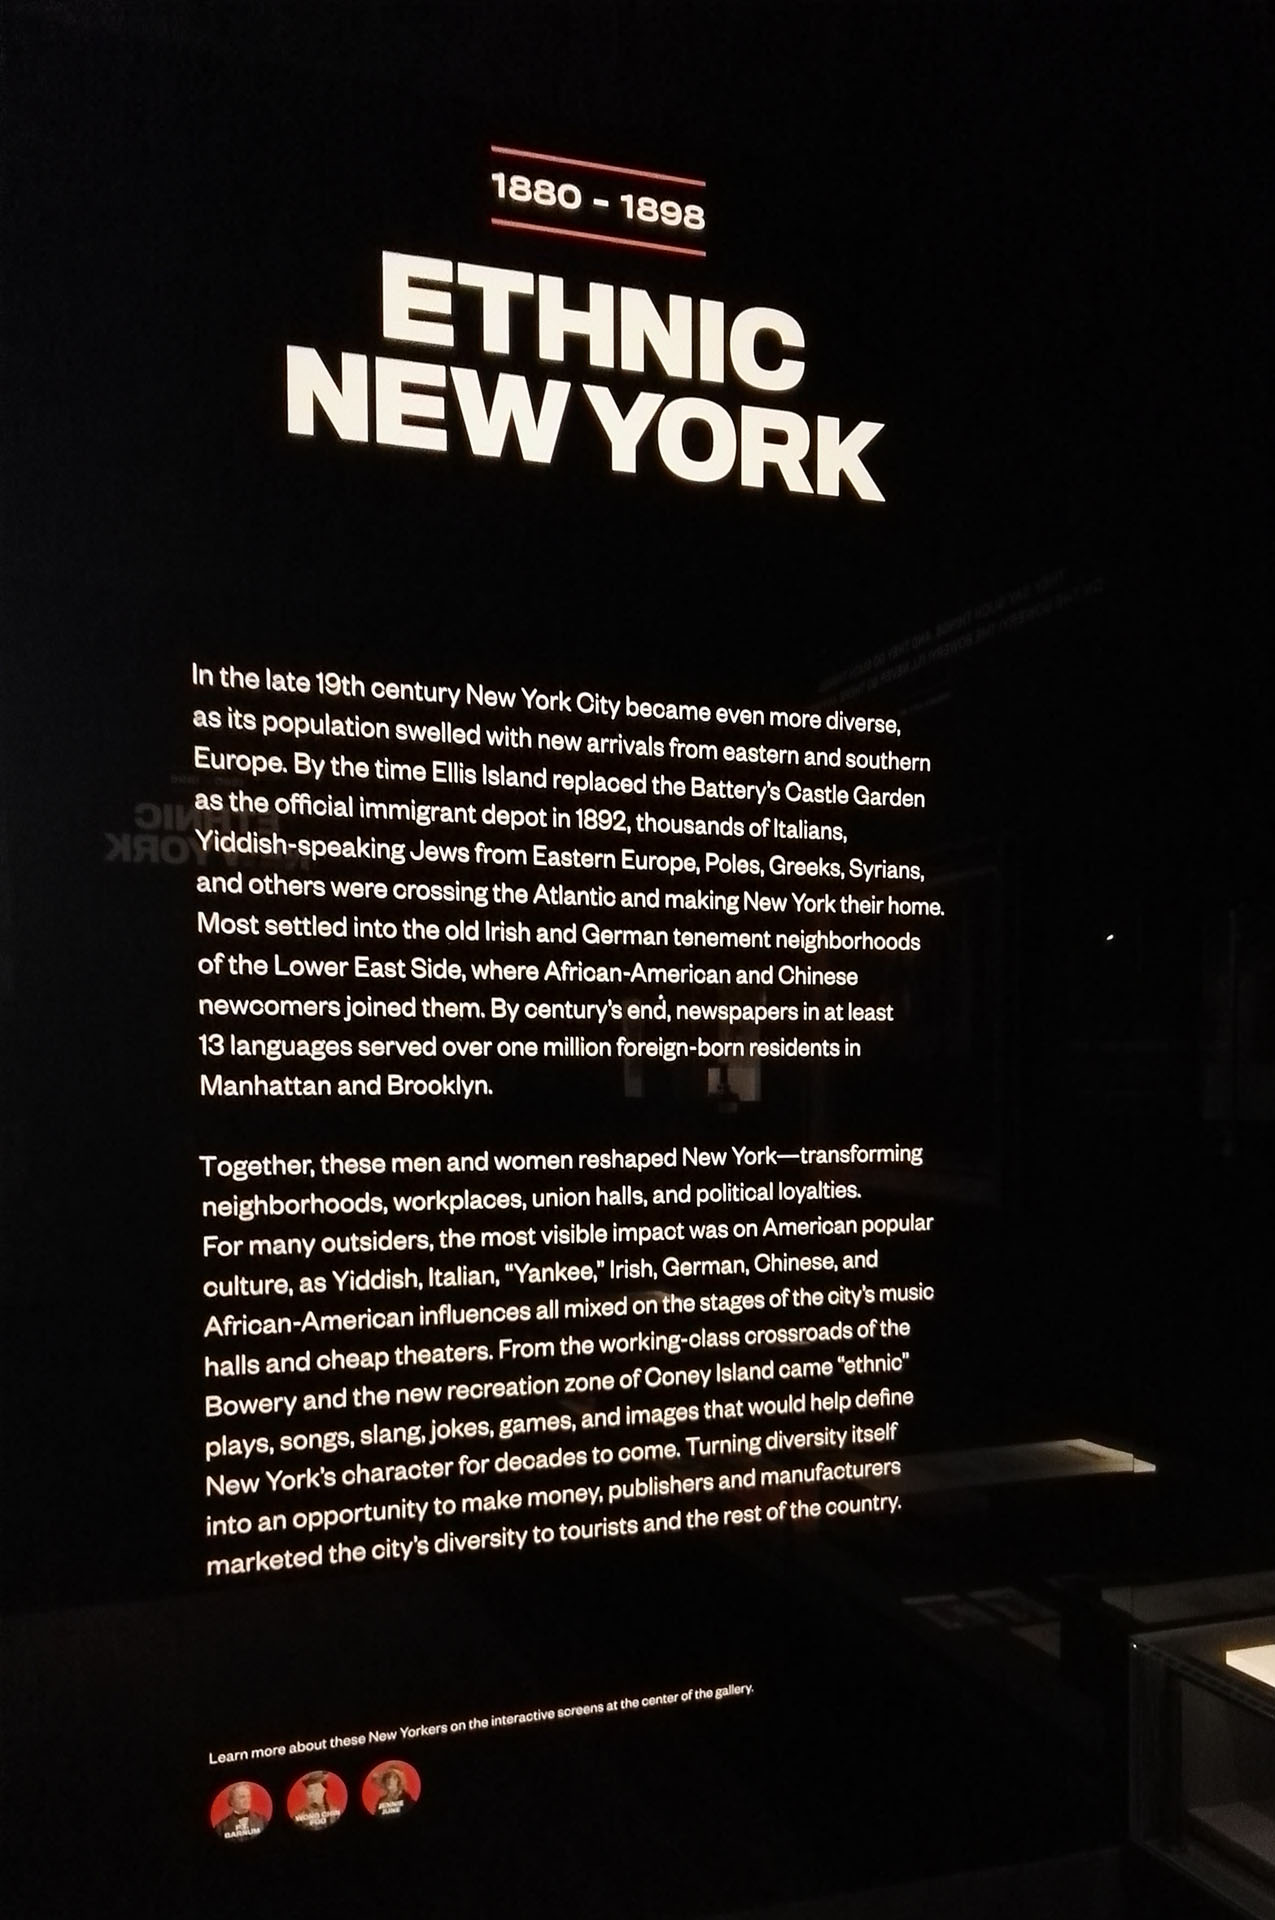 1880 - 1898
ETHNIC
NEW YORK
In the late 19th century New York City became even more diverse,
as its population swelled with new arrivals from eastern and southern
Europe. By the time Ellis Island replaced the Battery's Castle Garden
as the official immigrant depot in 1892, thousands of Italians,
Yiddish-speaking Jews from Eastern Europe, Poles, Greeks, Syrians,
and others were crossing the Atlantic and making New York their home.
Most settled into the old Irish and German tenement neighborhoods
of the Lower East Side, where African-American and Chinese
newcomers joined them. By century's end, newspapers in at least
13 languages served over one million foreign-born residents in
Manhattan and Brooklyn.
Together, these men and women reshaped New York—transforming
neighborhoods, workplaces, union halls, and political loyalties.
For many outsiders, the most visible impact was on American popular
culture, as Yiddish, Italian, “Yankee,” Irish, German, Chinese, and
African-American influences all mixed on the stages of the city's music
halls and cheap theaters. From the working-class crossroads of the
Bowery and the new recreation zone of Coney Island came “ethnic”
plays, songs, slang, jokes, games, and images that would help define
New York's character for decades to come. Turning diversity itself
into an opportunity to make money, publishers and manufacturers
marketed the city's diversity to tourists and the rest of the country.
Learn more about these New Yorkers on the interactive screens at the center of the gallery.
P.T.
BARNUM
WONG CHIN
FOO
JENNIE
JUNE